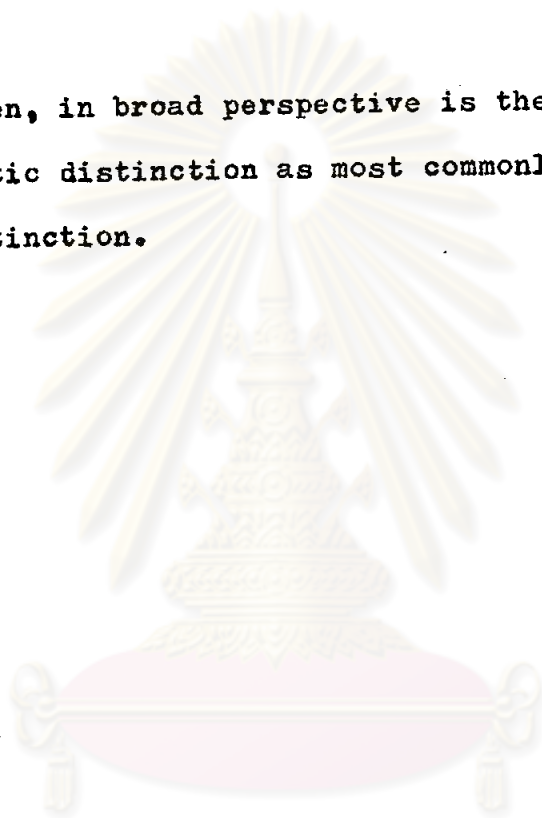 en, in broad perspective is the
tic distinction as most commonl
tinction.